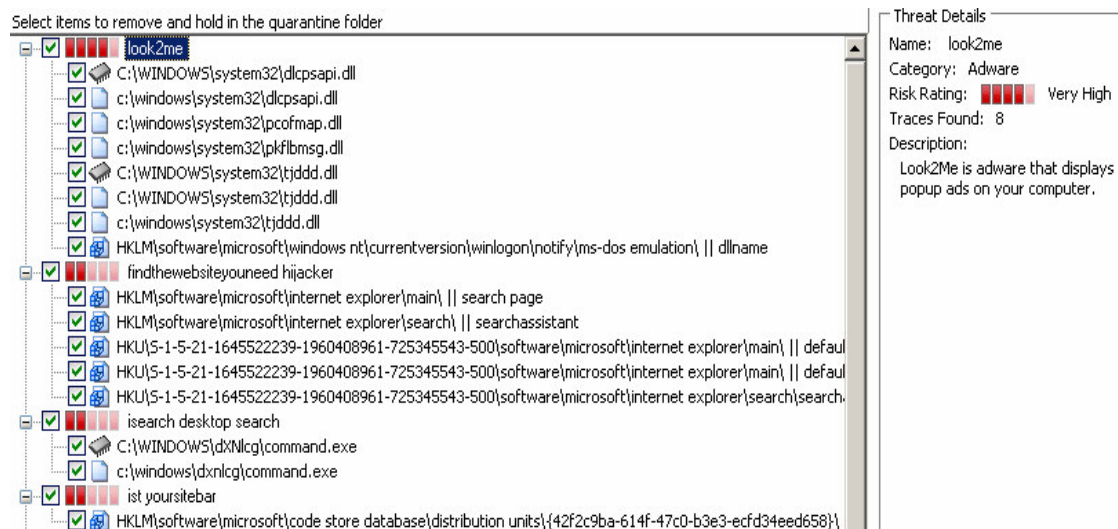 Select items to remove and hold in the quarantine folder
look2me
C:\WINDOWS\system32\dlcpsapi.dll
c:\windows\system32\dlcpsapi.dll
c:\windows\system32\pcofmap.dll
c:\windows\system32\pkflbmsg.dll
C:\WINDOWS\system32\tjddd.dll
C:\WINDOWS\system32\tjddd.dll
c:\windows\system32\tjddd.dll
HKLM\software\microsoft\windows nt\currentversion\winlogon\notify\ms-dos emulation\ || dllname
findthewebsiteyouneed hijacker
HKLM\software\microsoft\internet explorer\main\ || search page
HKLM\software\microsoft\internet explorer\search\ || searchassistant
HKU\S-1-5-21-1645522239-1960408961-725345543-500\software\microsoft\internet explorer\main\ || defaul
HKU\S-1-5-21-1645522239-1960408961-725345543-500\software\microsoft\internet explorer\main\ || defaul
HKU\S-1-5-21-1645522239-1960408961-725345543-500\software\microsoft\internet explorer\search\search
isearch desktop search
C:\WINDOWS\dXNlcg\command.exe
c:\windows\dxnlcg\command.exe
ist yoursitebar
HKLM\software\microsoft\code store database\distribution units\{42f2c9ba-614f-47c0-b3e3-ecfd34eed658}\
Threat Details
Name: look2me
Category: Adware
Risk Rating: Very High
Traces Found: 8
Description:
Look2Me is adware that displays
popup ads on your computer.